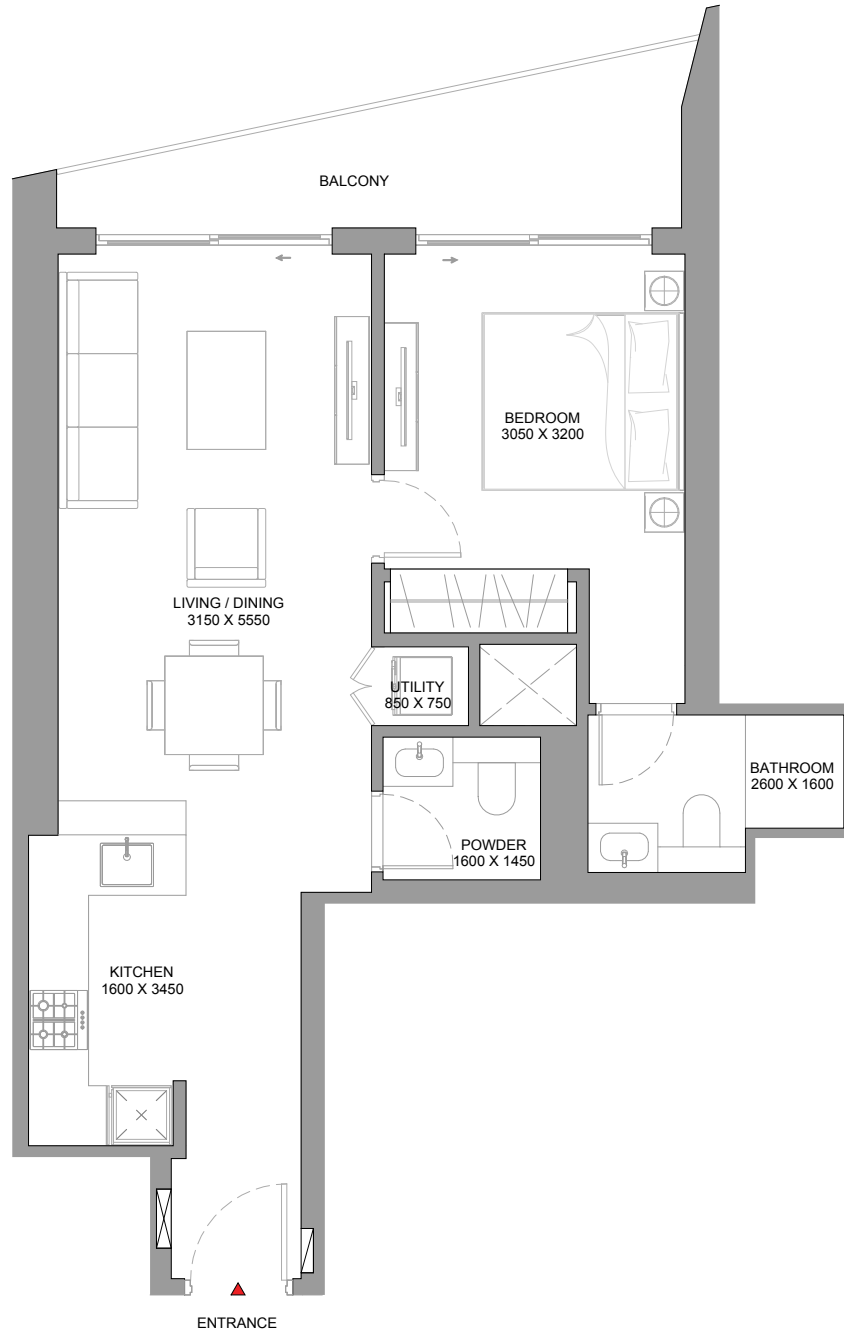 BALCONY
BEDROOM
3050 X 3200
LIVING / DINING
3150 X 5550
UTILITY
850 X 750
BATHROOM
2600 X 1600
POWDER
1600 X 1450
KITCHEN
1600 X 3450
ENTRANCE